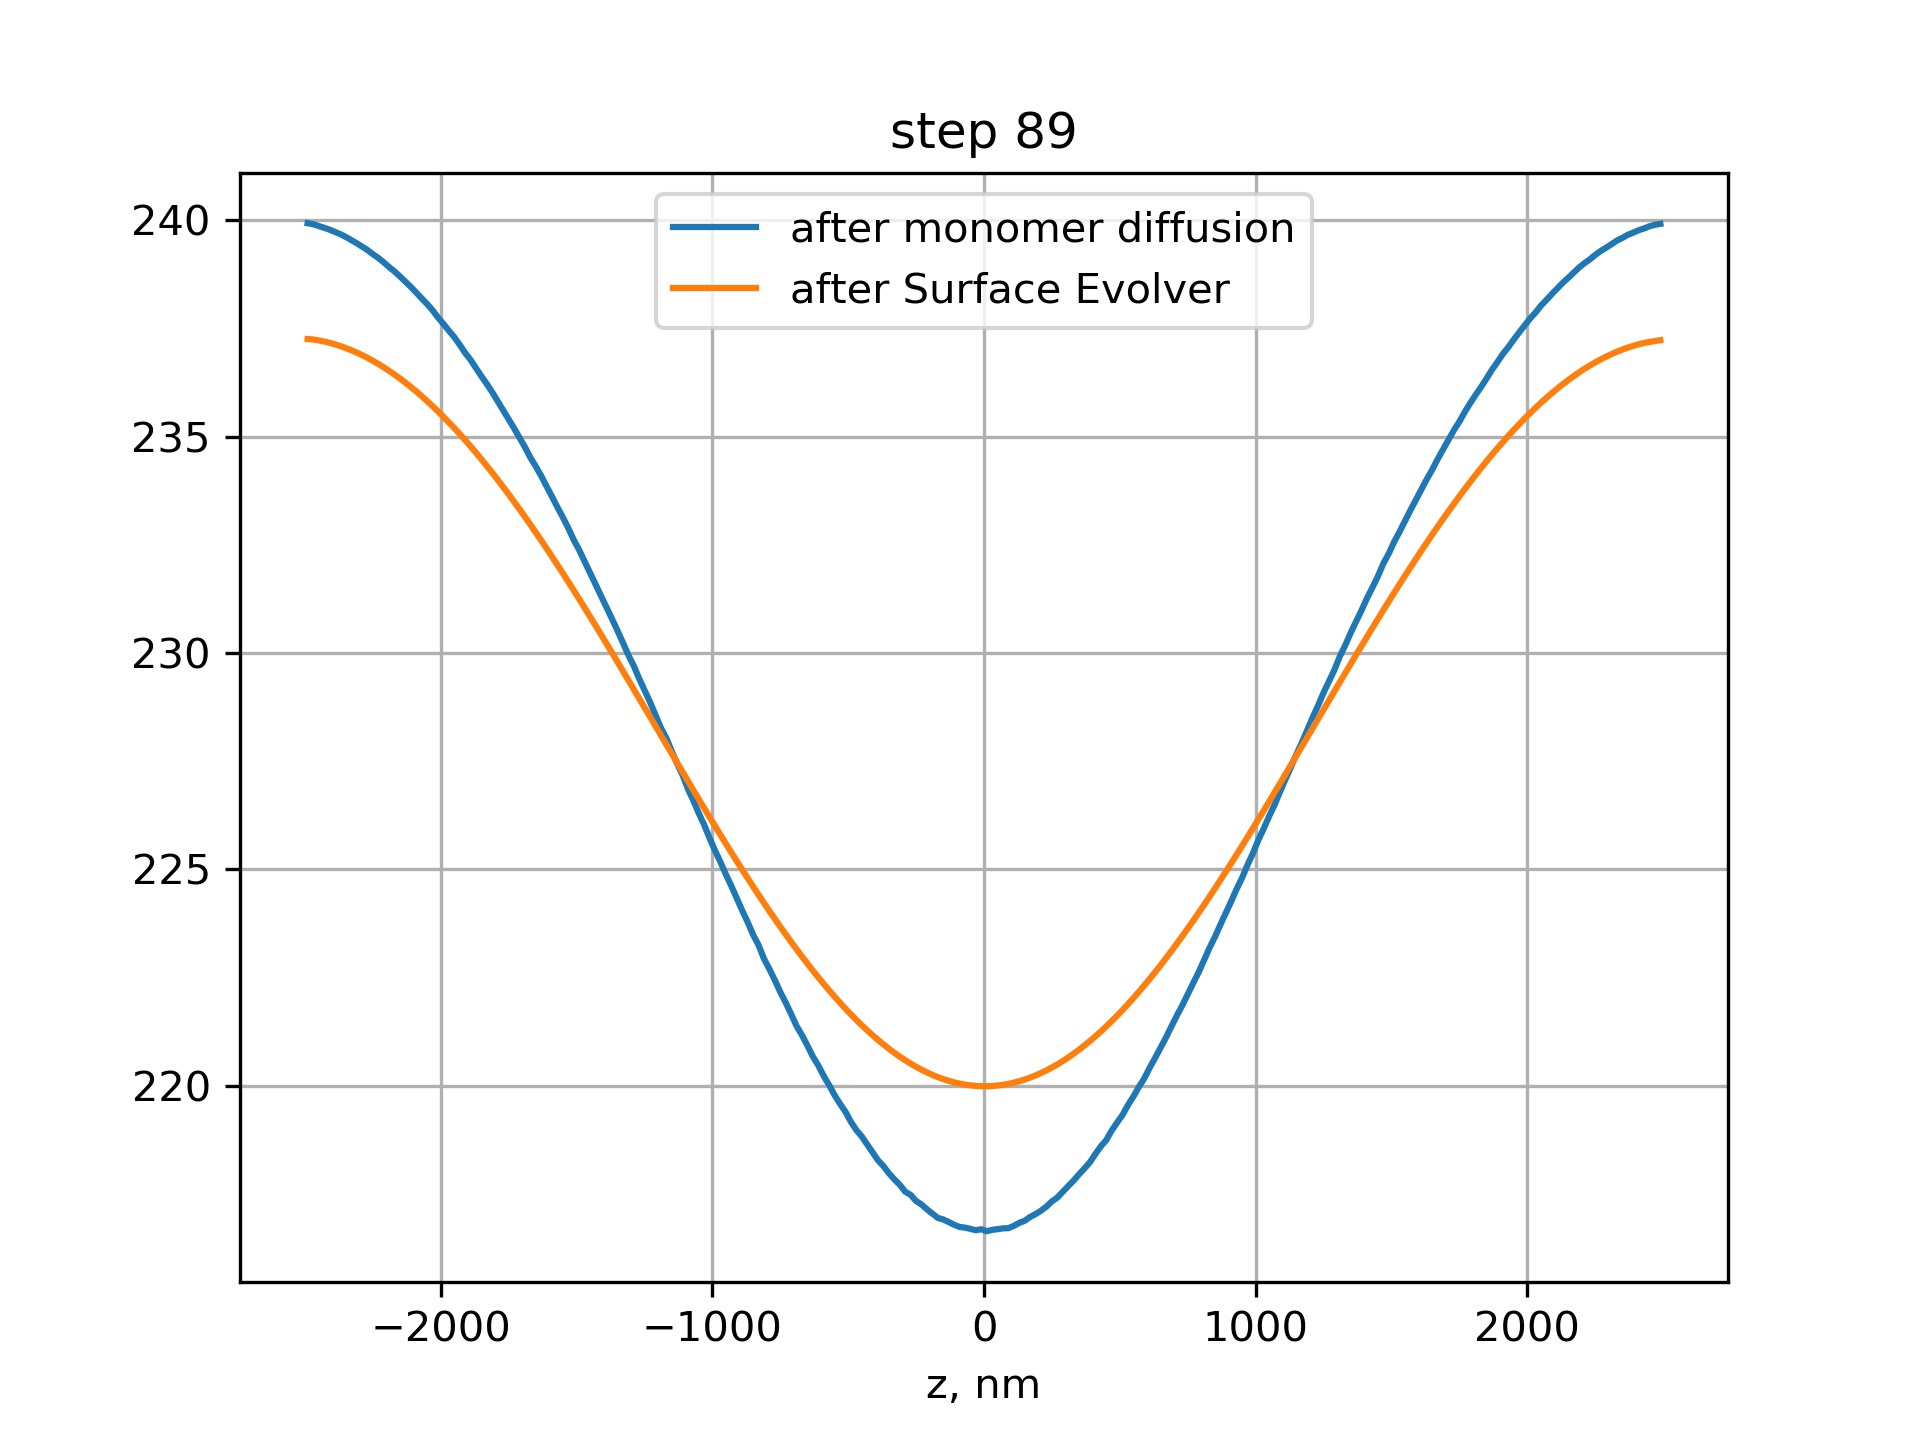 step 89
240
235
230
225
220
after monomer diffusion
after Surface Evolver
−2000 −1000 0 1000 2000
z, nm